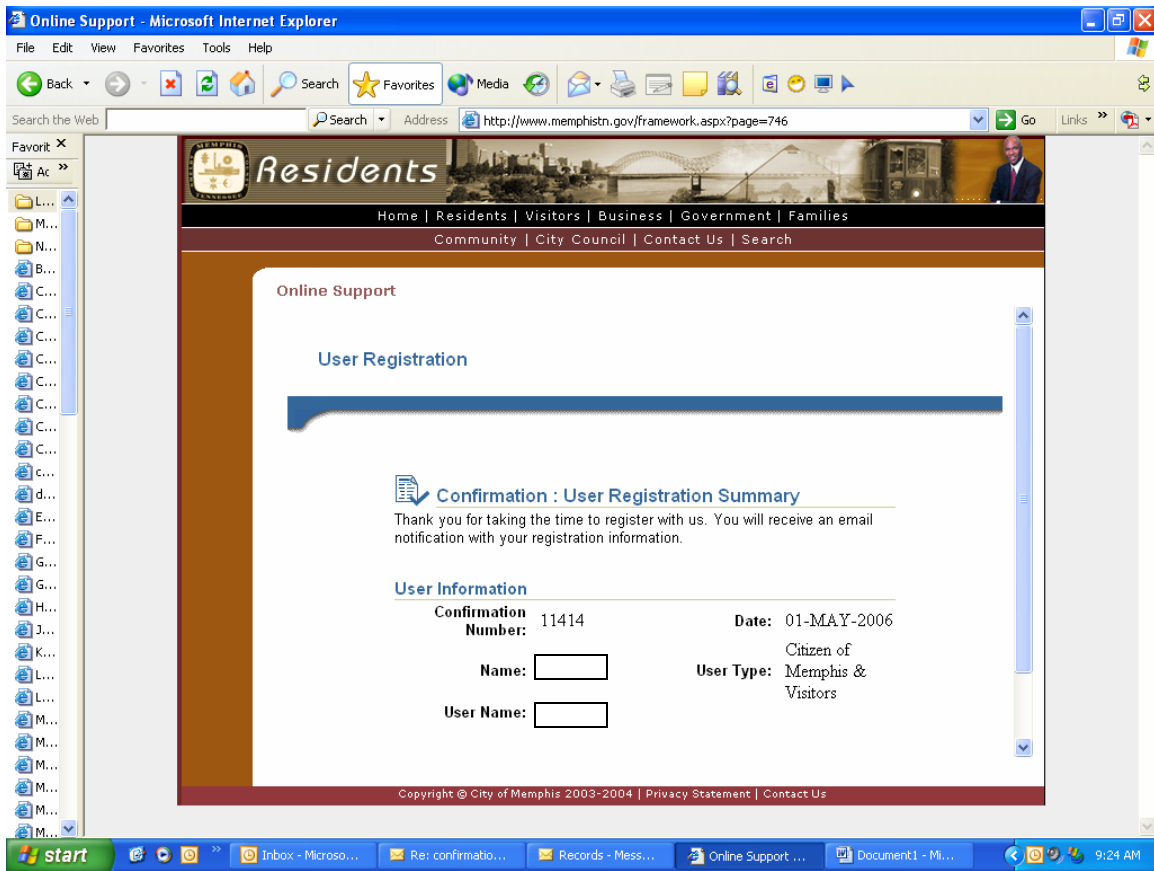 Online Support - Microsoft Internet Explorer
File Edit View Favorites Tools Help
Back Search Favorites Media
Search the Web Search Address http://www.memphistn.gov/framework.aspx?page=746 Go Links »
Favorit
Ac »
L...
M...
N...
B...
C...
C...
C...
C...
C...
C...
C...
C...
c...
d...
E...
F...
G...
G...
H...
J...
K...
L...
L...
M...
M...
M...
M...
M...
M...
MEMPHIS
TENNESSEE
Residents
Home | Residents | Visitors | Business | Government | Families
Community | City Council | Contact Us | Search
Online Support
User Registration
Confirmation : User Registration Summary
Thank you for taking the time to register with us. You will receive an email
notification with your registration information.
User Information
Confirmation
Number: 11414 Date: 01-MAY-2006
Name: User Type: Citizen of
Memphis &
Visitors
User Name:
Copyright © City of Memphis 2003-2004 | Privacy Statement | Contact Us
start » Inbox - Microso... Re: confirmatio... Records - Mess... Online Support ... Document1 - Mi... 9:24 AM